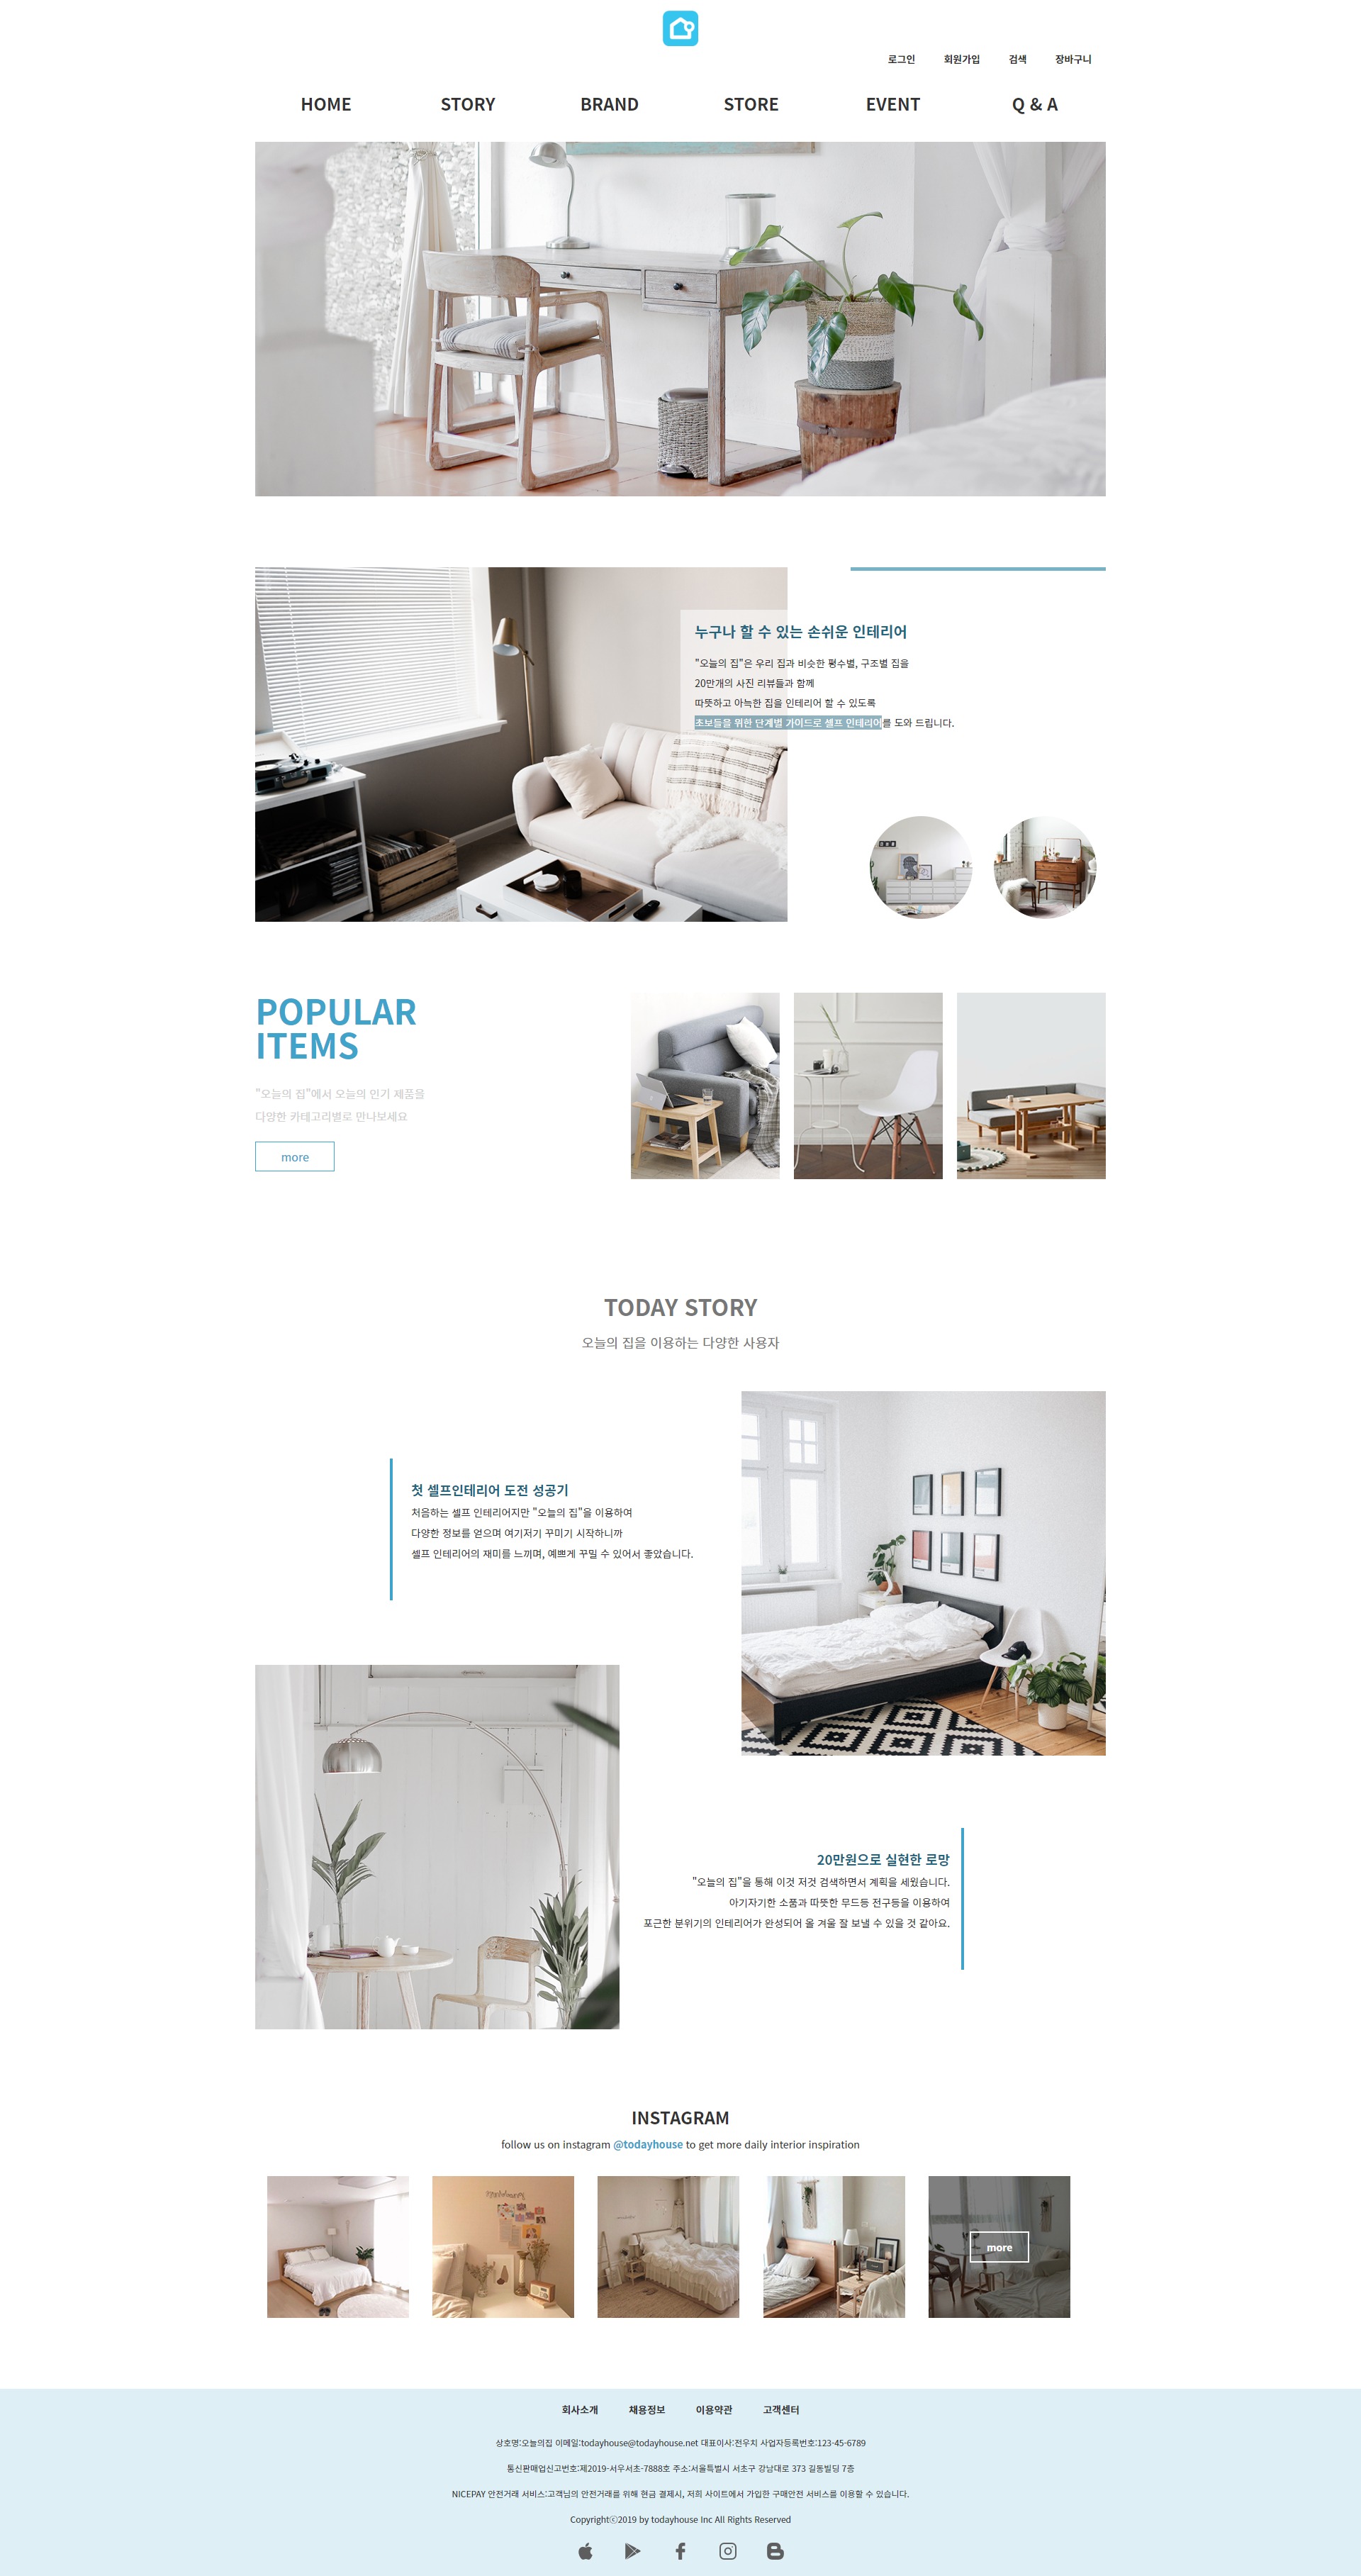 로그인 회원가입 검색 장바구니
HOME STORY BRAND STORE EVENT Q & A
누구나 할 수 있는 손쉬운 인테리어
"오늘의 집"은 우리 집과 비슷한 평수별, 구조별 집을
20만개의 사진 리뷰들과 함께
따뜻하고 아늑한 집을 인테리어 할 수 있도록
초보들을 위한 단계별 가이드로 셀프 인테리어를 도와 드립니다.
POPULAR
ITEMS
"오늘의 집"에서 오늘의 인기 제품을
다양한 카테고리별로 만나보세요
more
TODAY STORY
오늘의 집을 이용하는 다양한 사용자
첫 셀프인테리어 도전 성공기
처음하는 셀프 인테리어지만 "오늘의 집"을 이용하여
다양한 정보를 얻으며 여기저기 꾸미기 시작하니까
셀프 인테리어의 재미를 느끼며, 예쁘게 꾸밀 수 있어서 좋았습니다.
20만원으로 실현한 로망
"오늘의 집"을 통해 이것 저것 검색하면서 계획을 세웠습니다.
아기자기한 소품과 따뜻한 무드등 전구등을 이용하여
포근한 분위기의 인테리어가 완성되어 올 겨울 잘 보낼 수 있을 것 같아요.
INSTAGRAM
follow us on instagram @todayhouse to get more daily interior inspiration
more
회사소개 채용정보 이용약관 고객센터
상호명:오늘의집 이메일:todayhouse@todayhouse.net 대표이사:전우치 사업자등록번호:123-45-6789
통신판매업신고번호:제2019-서우서초-7888호 주소:서울특별시 서초구 강남대로 373 길동빌딩 7층
NICEPAY 안전거래 서비스:고객님의 안전거래를 위해 현금 결제시, 저희 사이트에서 가입한 구매안전 서비스를 이용할 수 있습니다.
Copyrightⓒ2019 by todayhouse Inc All Rights Reserved